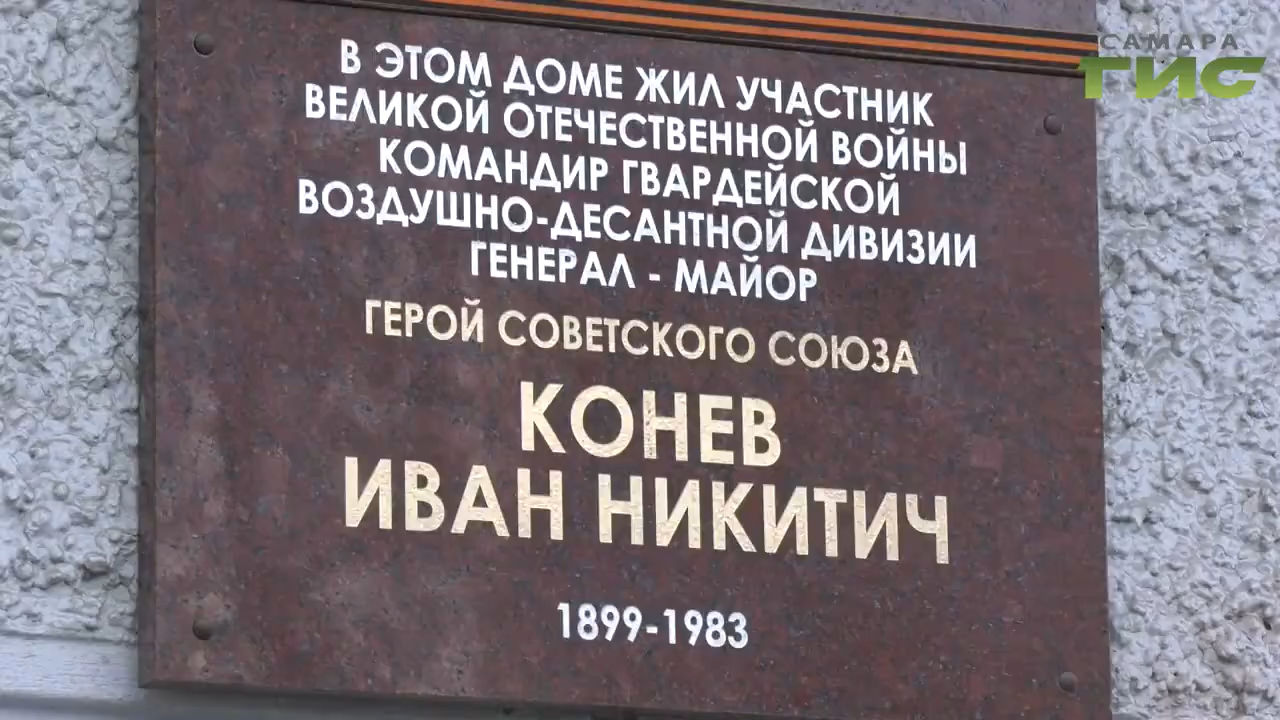 САМАРА
ГИС
В ЭТОМ ДОМЕ ЖИЛ УЧАСТНИК
ВЕЛИКОЙ ОТЕЧЕСТВЕННОЙ ВОЙНЫ
КОМАНДИР ГВАРДЕЙСКОЙ
ВОЗДУШНО-ДЕСАНТНОЙ ДИВИЗИИ
ГЕНЕРАЛ - МАЙОР
ГЕРОЙ СОВЕТСКОГО СОЮЗА
КОНЕВ
ИВАН НИКИТИЧ
1899-1983